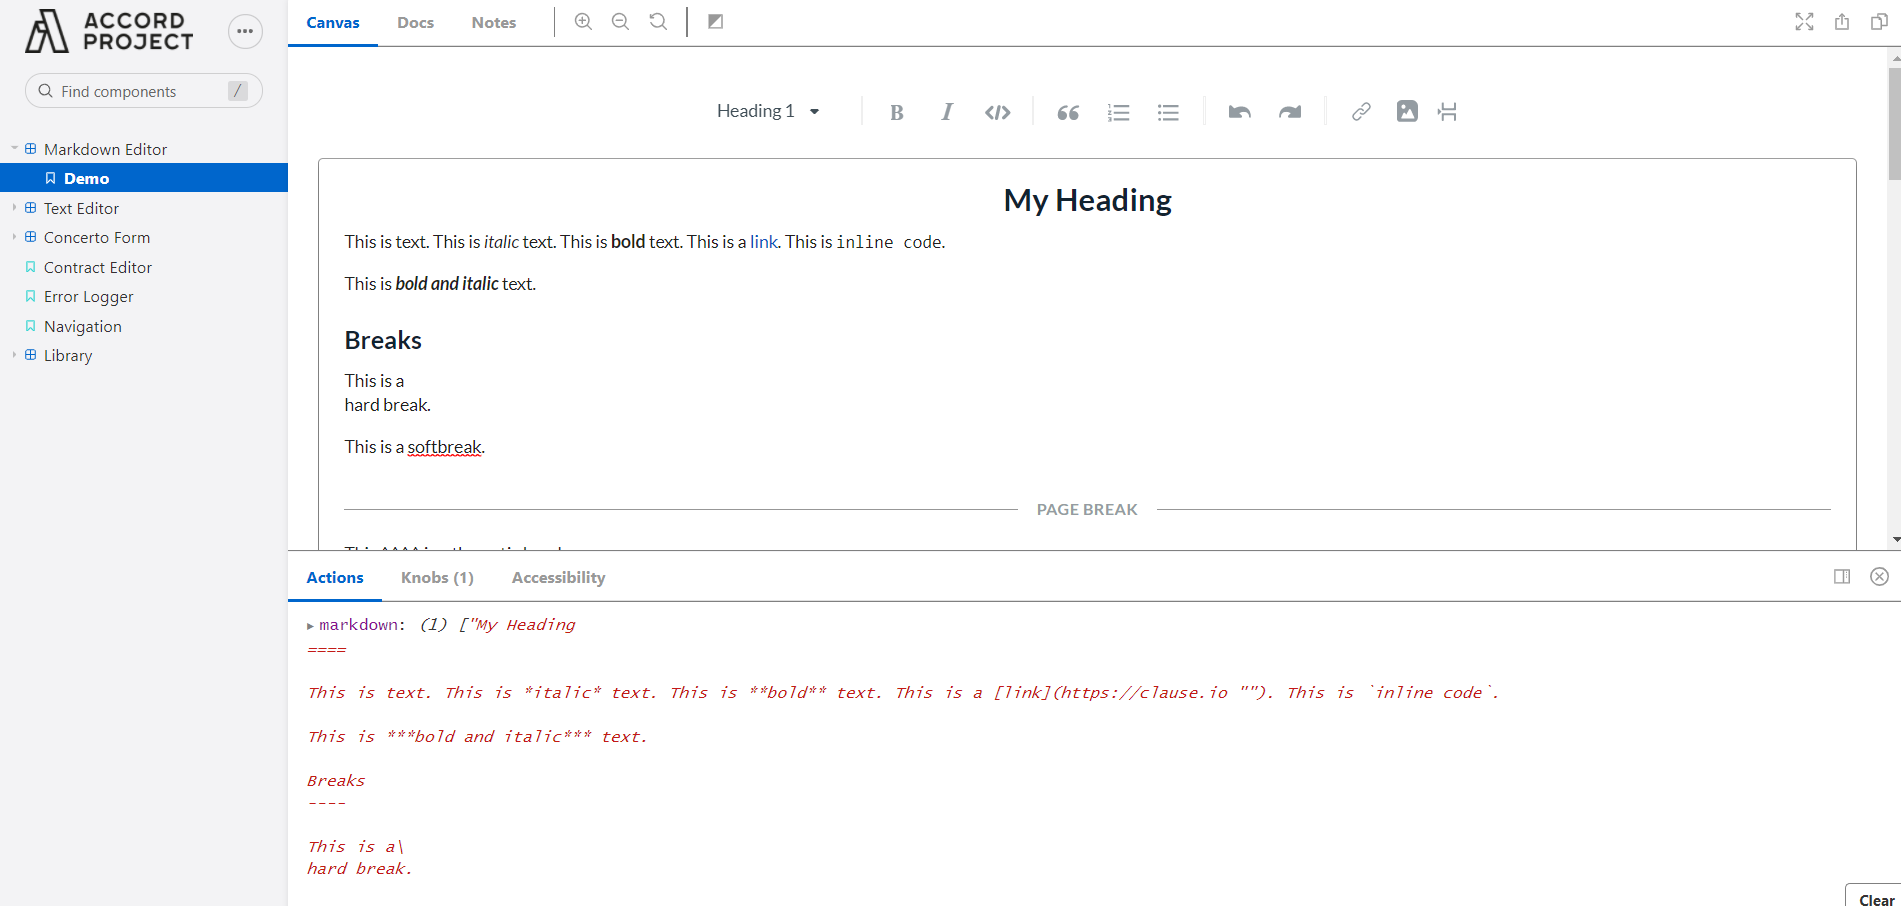 ACCORD
PROJECT
Find components /
Markdown Editor
Demo
Text Editor
Concerto Form
Contract Editor
Error Logger
Navigation
Library
Canvas Docs Notes
Heading 1
My Heading
This is text. This is italic text. This is bold text. This is a link. This is inline code.
This is bold and italic text.
Breaks
This is a
hard break.
This is a softbreak.
PAGE BREAK
Actions Knobs (1) Accessibility
markdown: (1) ["My Heading
====
This is text. This is *italic* text. This is **bold** text. This is a [link](https://clause.io ""). This is `inline code`.
This is ***bold and italic*** text.
Breaks
----
This is a\
hard break.
Clear